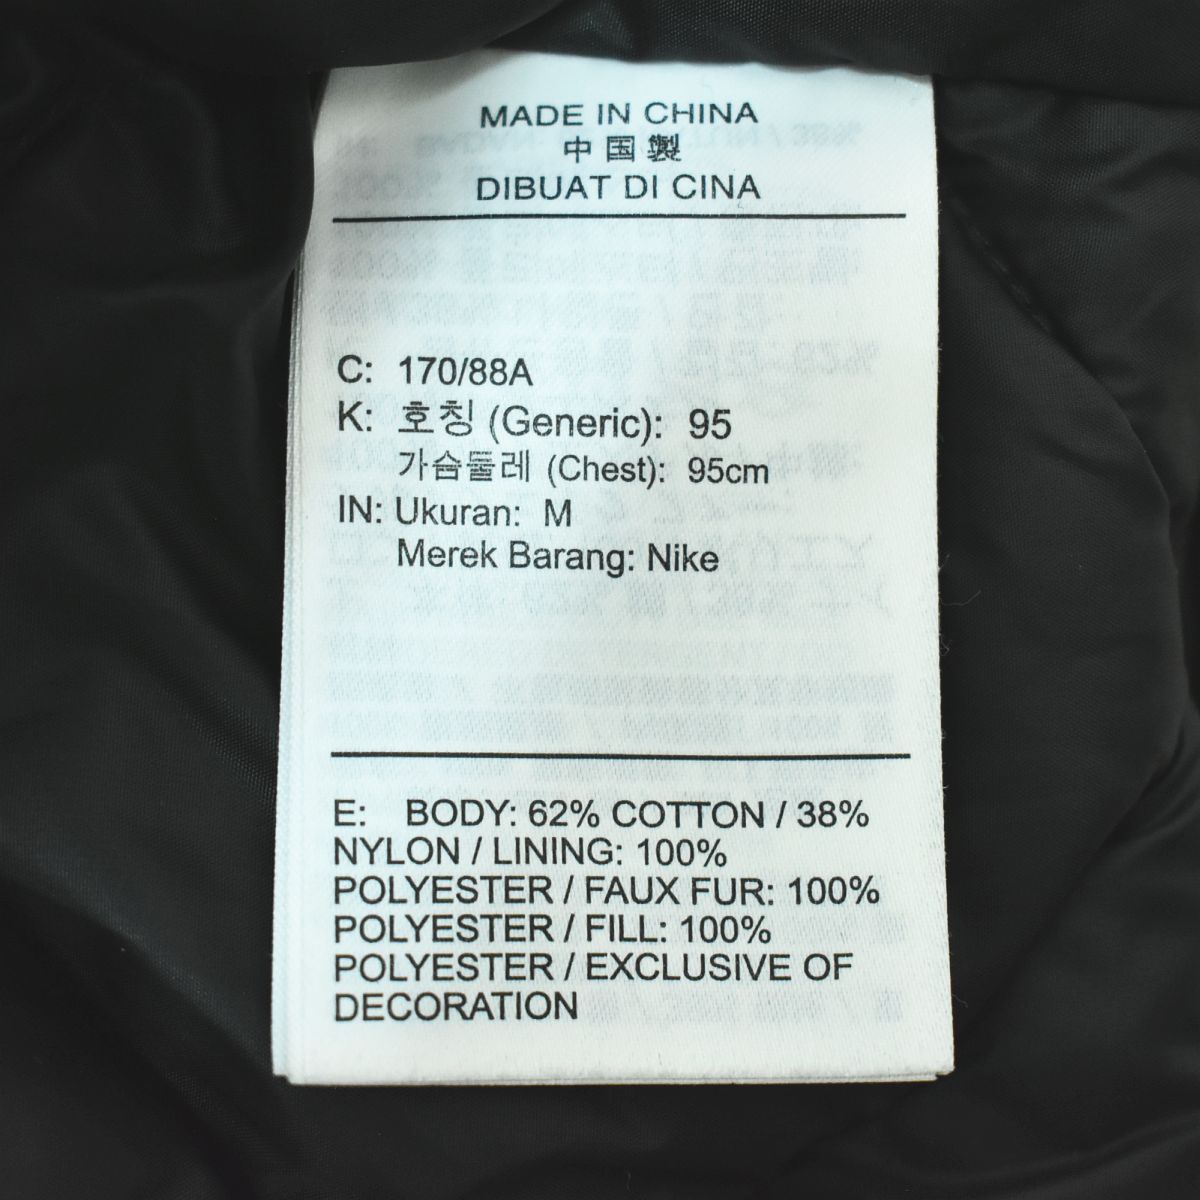 MADE IN CHINA
中国製
DIBUAT DI CINA
C: 170/88A
K: 호칭 (Generic): 95
가슴둘레 (Chest): 95cm
IN: Ukuran: M
Merek Barang: Nike
E: BODY: 62% COTTON / 38%
NYLON / LINING: 100%
POLYESTER / FAUX FUR: 100%
POLYESTER / FILL: 100%
POLYESTER / EXCLUSIVE OF
DECORATION